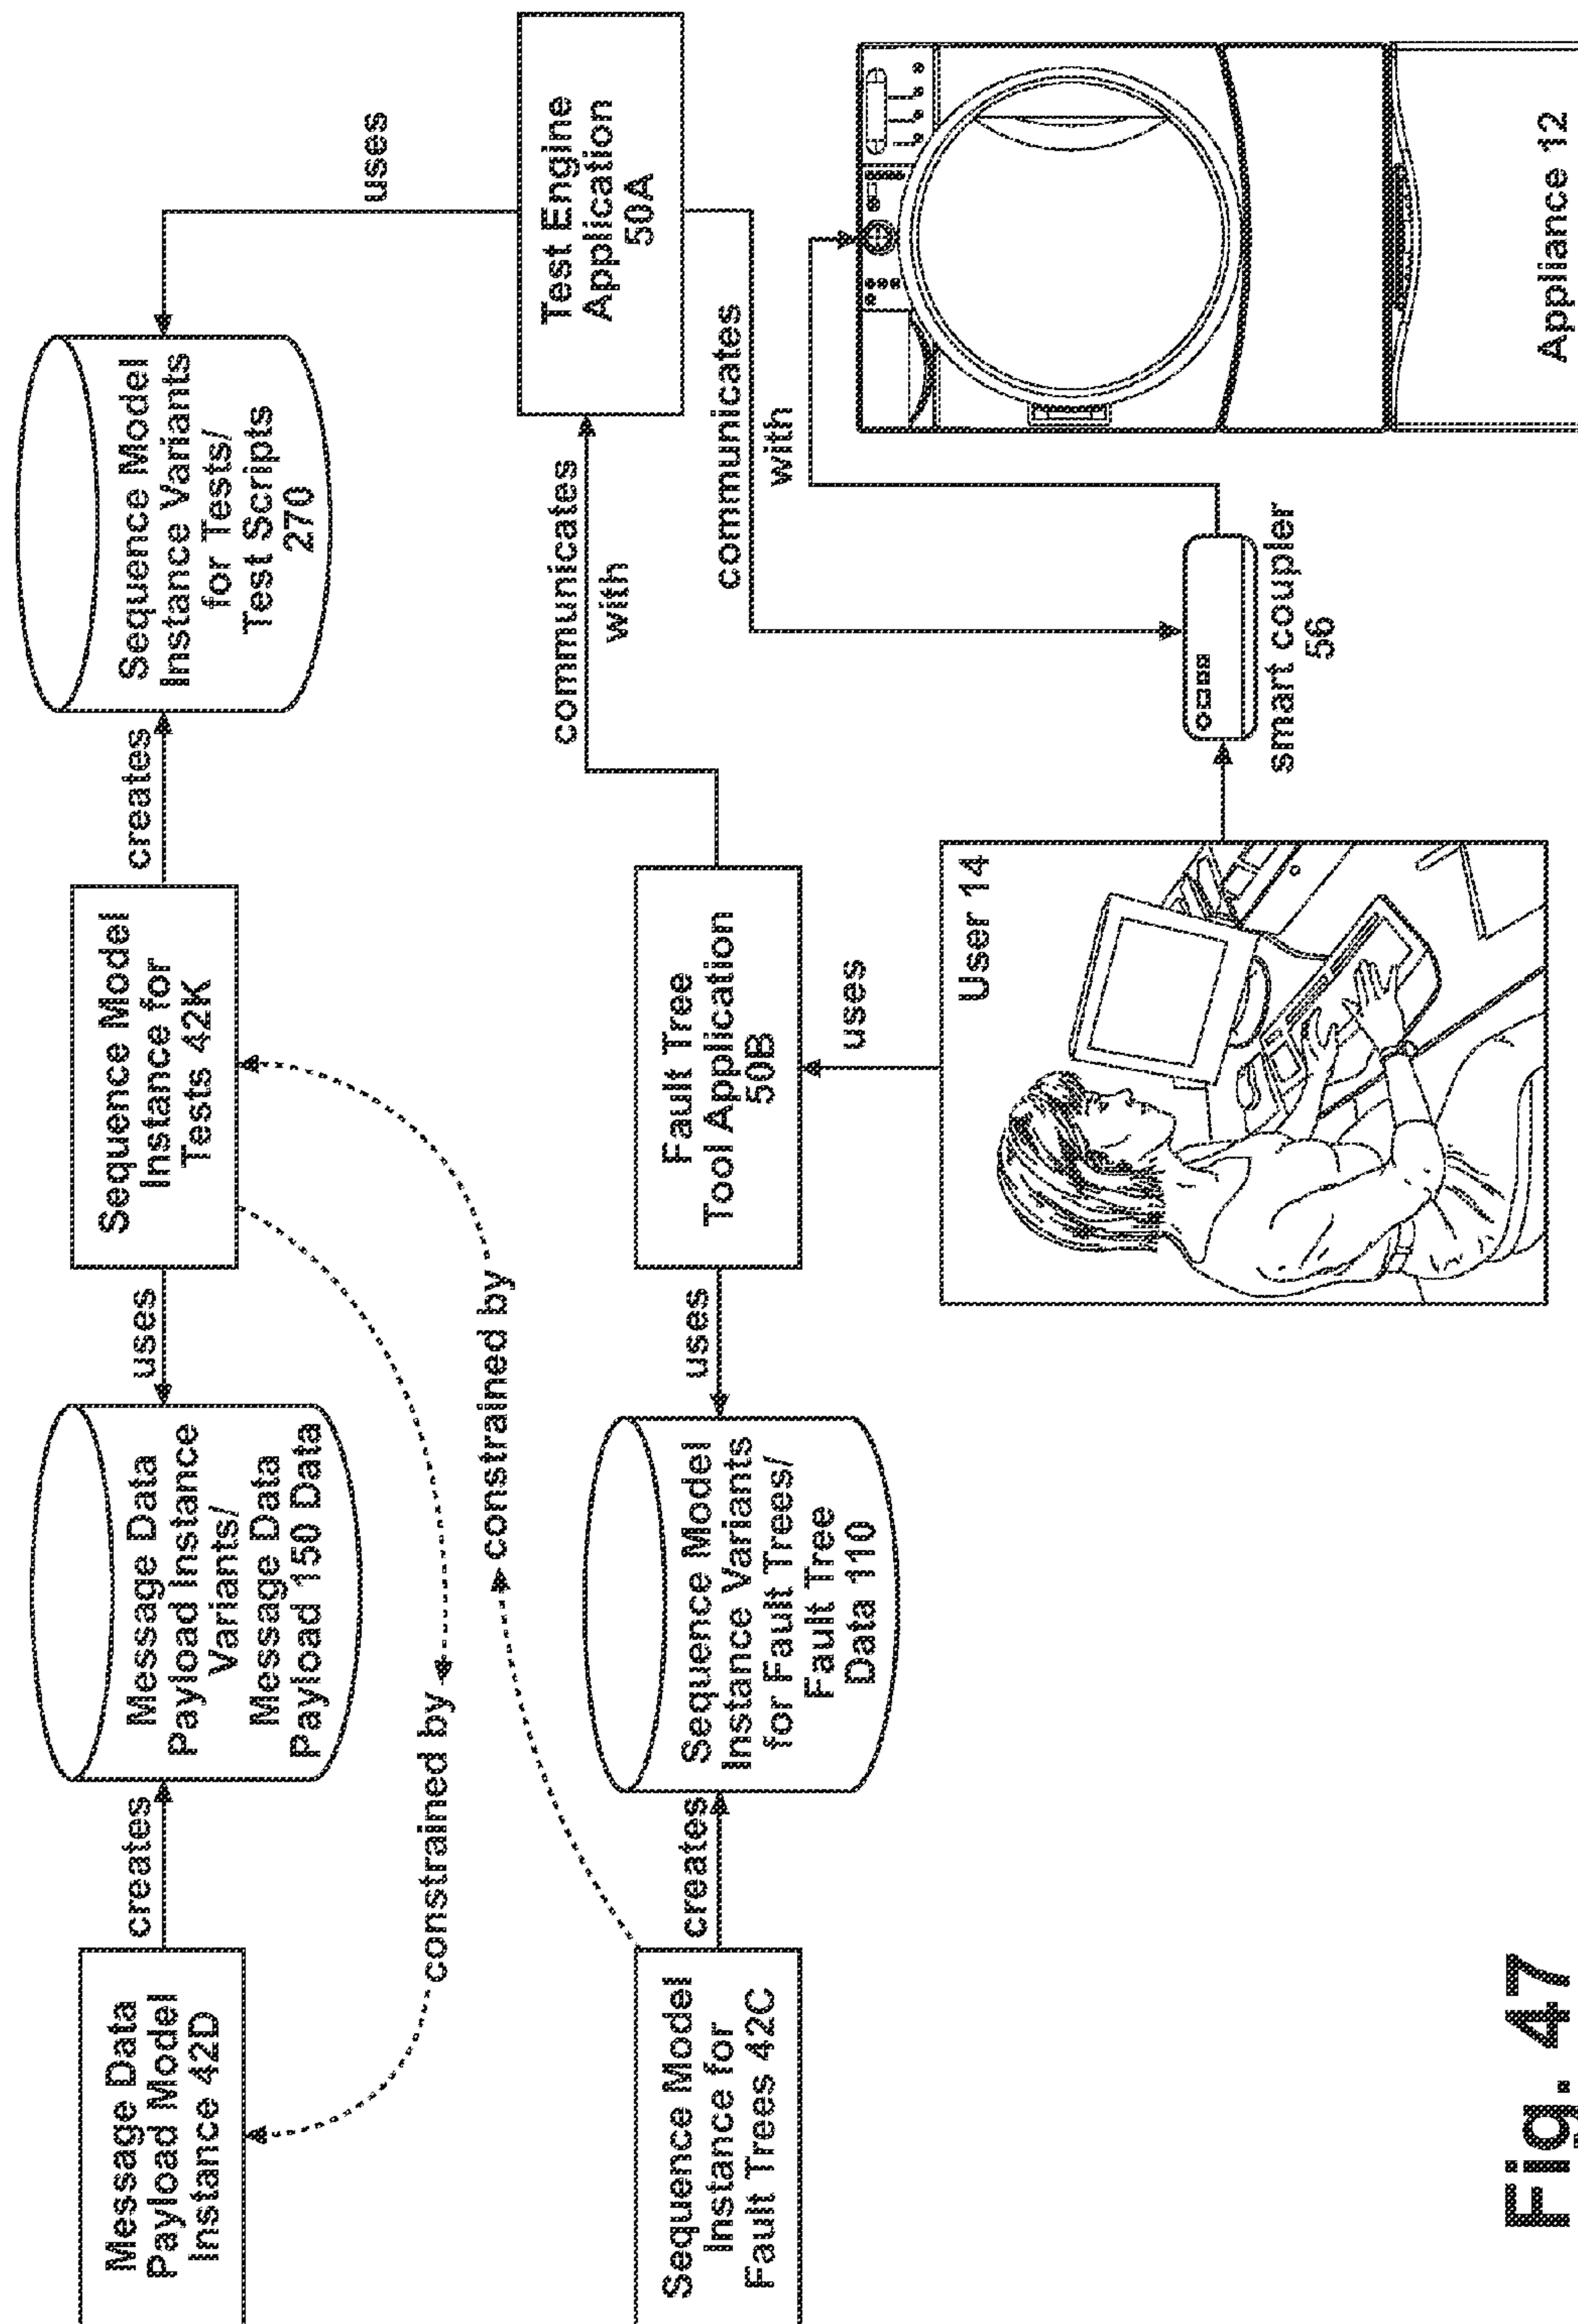 Message Data
Payload Model
Instance 42D
creates
Message Data
Payload Instance
Variants/
Message Data
Payload 150 Data
uses
Sequence Model
Instance for
Tests 42K
creates
Sequence Model
Instance Variants
for Tests/
Test Scripts
270
uses
constrained by
constrained by
Sequence Model
Instance for
Fault Trees 42C
creates
Sequence Model
Instance Variants
for Fault Trees/
Fault Tree
Data 110
uses
Fault Tree
Tool Application
50B
communicates
with
Test Engine
Application
50A
uses
User 14
communicates
with
smart coupler
56
Appliance 12
Fig. 47